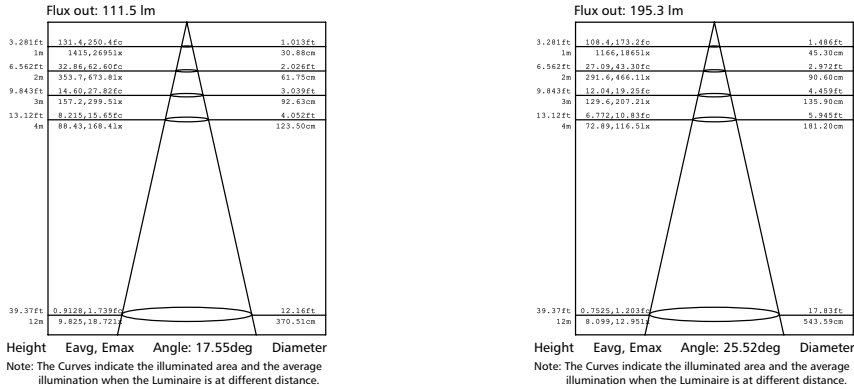 Flux out: 111.5 lm
3.281ft 131.4,250.4fc 1.013ft
1m 1415,2695lx 30.88cm
6.562ft 32.86,62.60fc 2.026ft
2m 353.7,673.8lx 61.75cm
9.843ft 14.60,27.82fc 3.039ft
3m 157.2,299.5lx 92.63cm
13.12ft 8.215,15.65fc 4.052ft
4m 88.43,168.4lx 123.50cm
39.37ft 0.9128,1.739fc 12.16ft
12m 9.825,18.72lx 370.51cm
Height Eavg, Emax Angle: 17.55deg Diameter
Note: The Curves indicate the illuminated area and the average
illumination when the Luminaire is at different distance.
Flux out: 195.3 lm
3.281ft 108.4,173.2fc 1.486ft
1m 1166,1865lx 45.30cm
6.562ft 27.09,43.30fc 2.972ft
2m 291.6,466.1lx 90.60cm
9.843ft 12.04,19.25fc 4.459ft
3m 129.6,207.2lx 135.90cm
13.12ft 6.772,10.83fc 5.945ft
4m 72.89,116.5lx 181.20cm
39.37ft 0.7525,1.203fc 17.83ft
12m 8.099,12.95lx 543.59cm
Height Eavg, Emax Angle: 25.52deg Diameter
Note: The Curves indicate the illuminated area and the average
illumination when the Luminaire is at different distance.